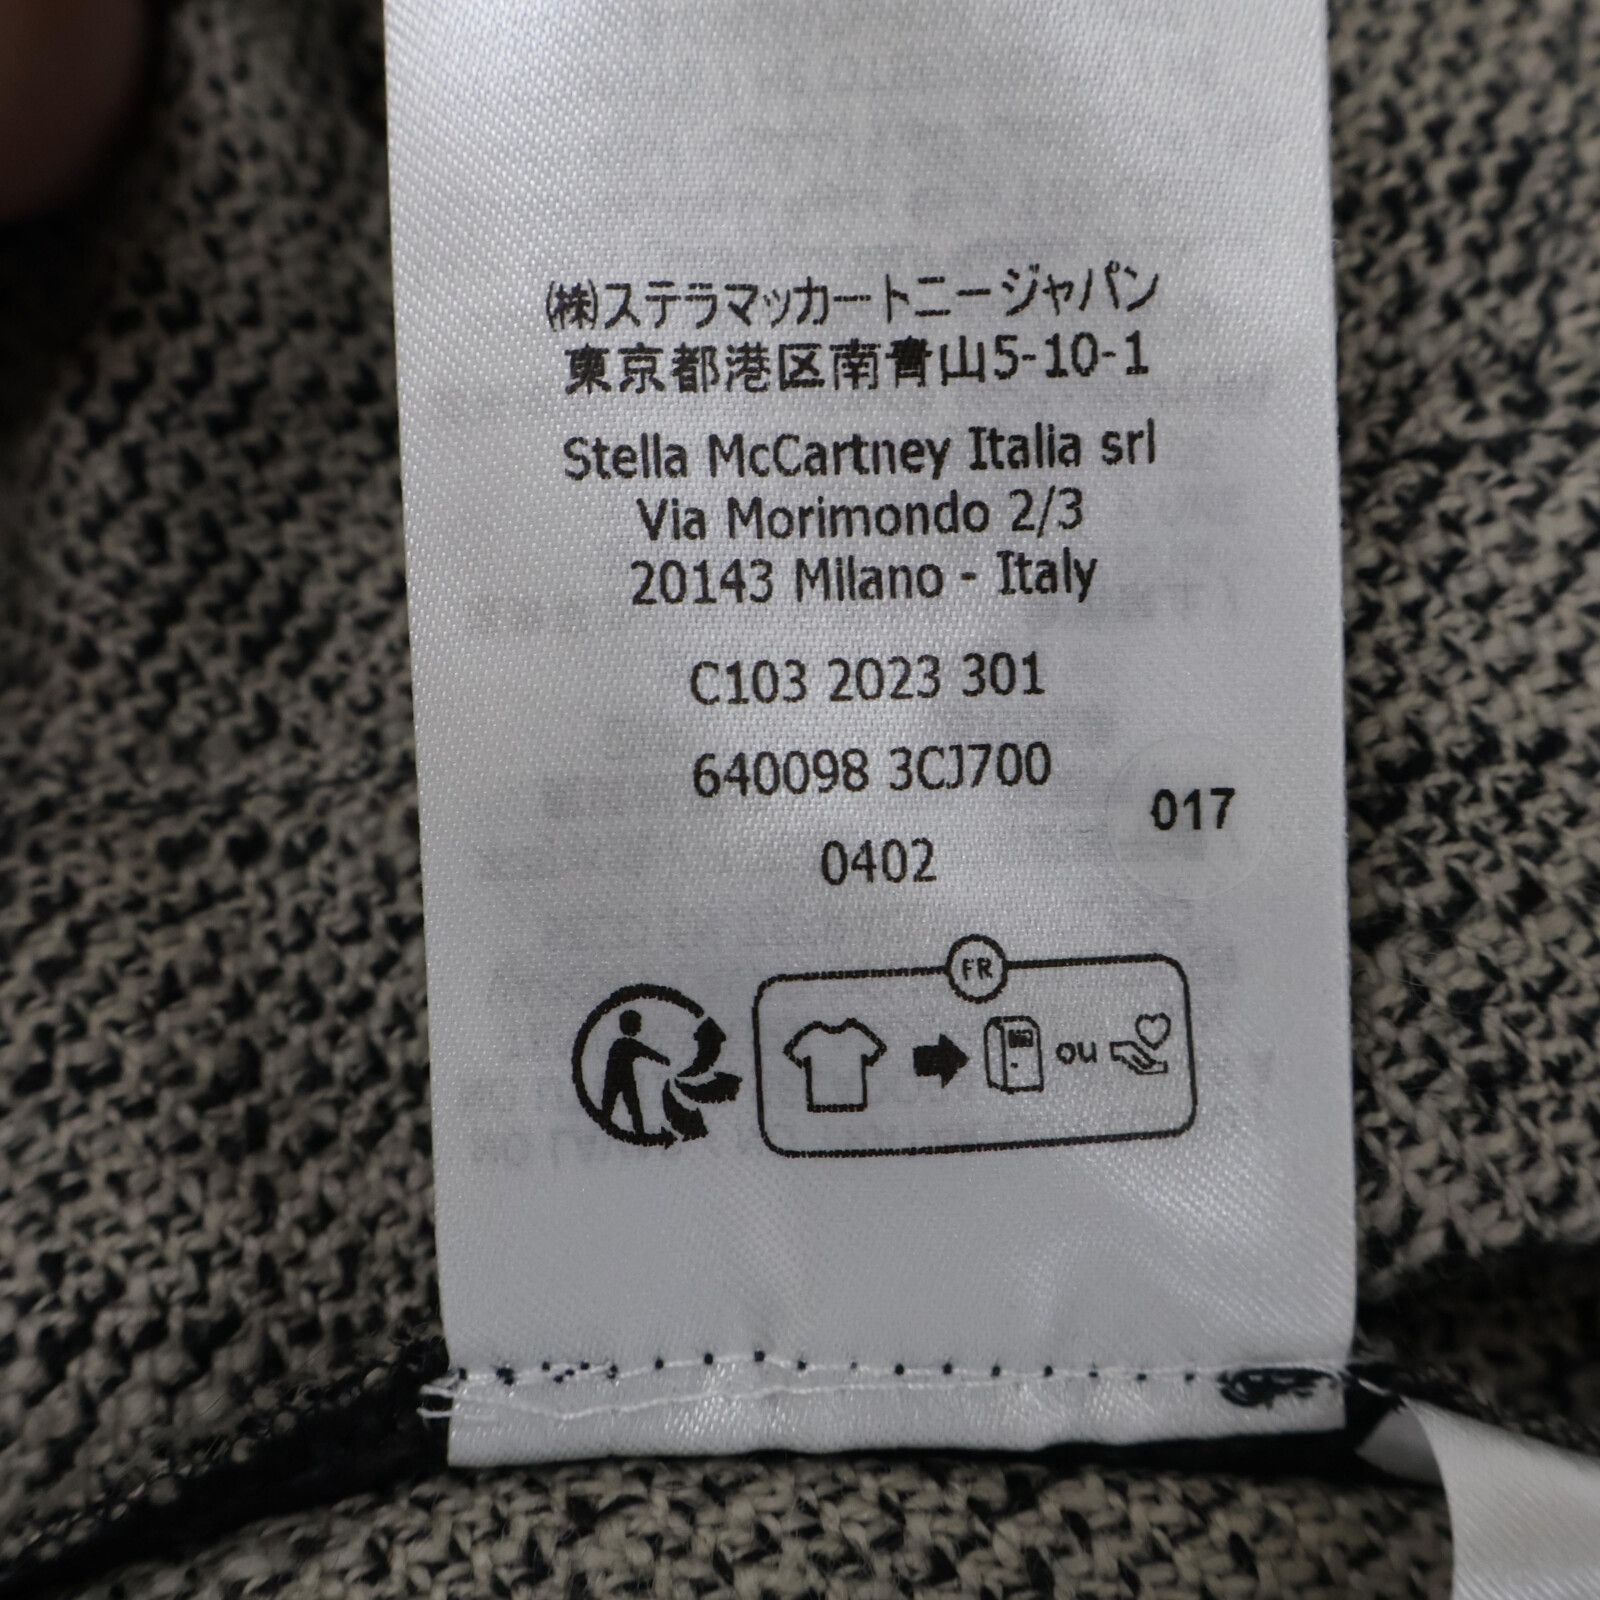 ㈱ステラマッカートニージャパン
東京都港区南青山5-10-1
Stella McCartney Italia srl
Via Morimondo 2/3
20143 Milano - Italy
C103 2023 301
640098 3CJ700
017
0402
FR
ou